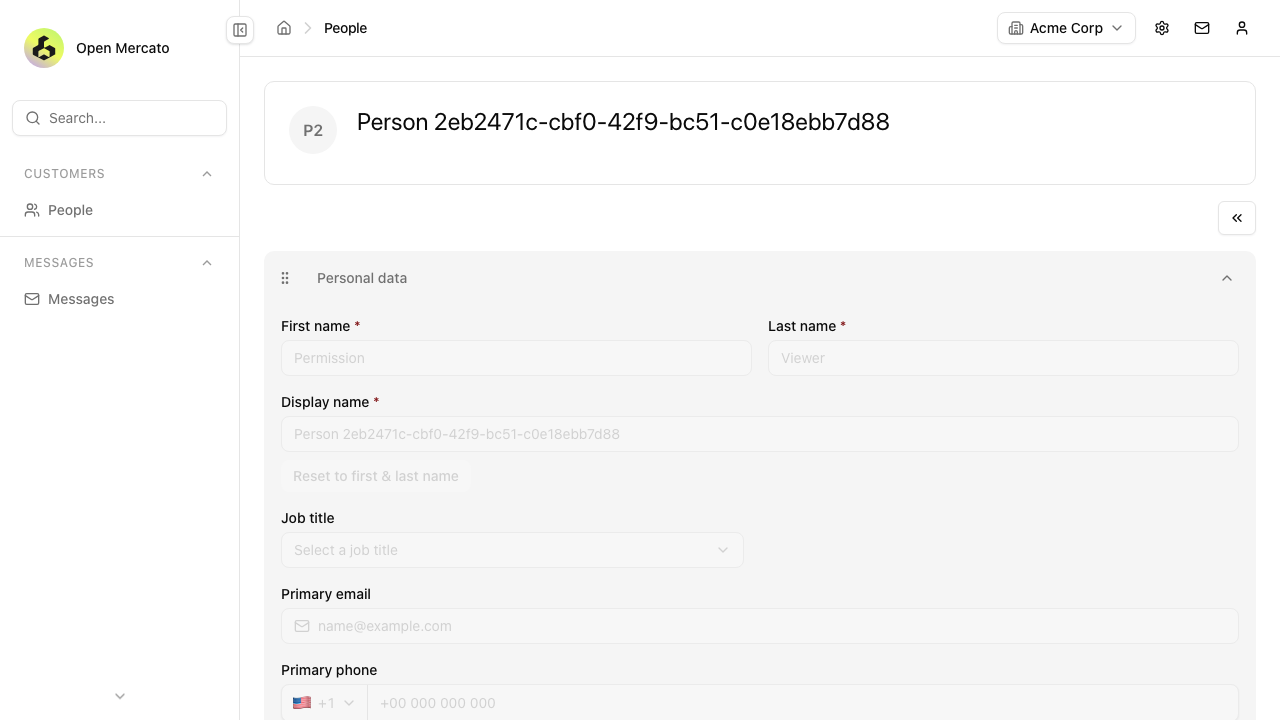 Open Mercato
People
Acme Corp
Search...
CUSTOMERS
People
MESSAGES
Messages
P2
Person 2eb2471c-cbf0-42f9-bc51-c0e18ebb7d88
Personal data
First name *
Last name *
Permission
Viewer
Display name *
Person 2eb2471c-cbf0-42f9-bc51-c0e18ebb7d88
Reset to first & last name
Job title
Select a job title
Primary email
name@example.com
Primary phone
+1
+00 000 000 000